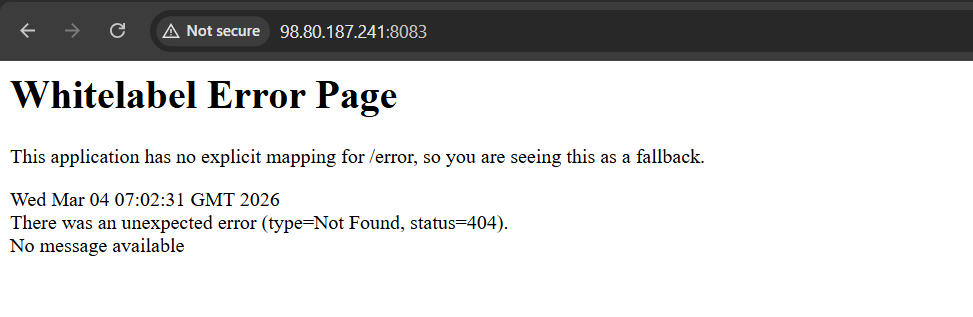 Not secure 98.80.187.241:8083
Whitelabel Error Page
This application has no explicit mapping for /error, so you are seeing this as a fallback.
Wed Mar 04 07:02:31 GMT 2026
There was an unexpected error (type=Not Found, status=404).
No message available